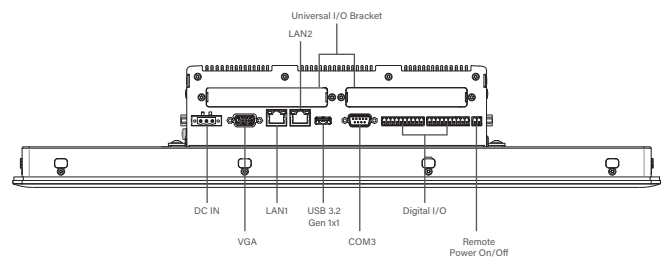 Universal I/O Bracket
LAN2
DC IN
LAN1
USB 3.2
Gen 1x1
Digital I/O
VGA
COM3
Remote
Power On/Off